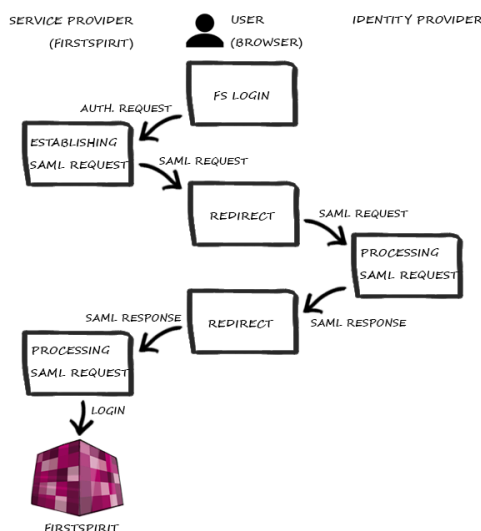 SERVICE PROVIDER
(FIRSTSPIRIT)
USER
(BROWSER)
IDENTITY PROVIDER
FS LOGIN
AUTH. REQUEST
ESTABLISHING
SAML REQUEST
SAML REQUEST
REDIRECT
SAML REQUEST
PROCESSING
SAML REQUEST
SAML RESPONSE
REDIRECT
SAML RESPONSE
PROCESSING
SAML REQUEST
LOGIN
FIRSTSPIRIT